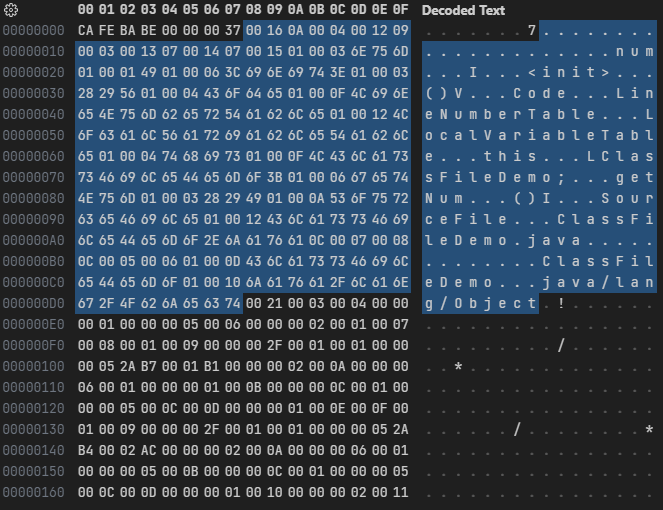 00 01 02 03 04 05 06 07 08 09 0A 0B 0C 0D 0E 0F Decoded Text
00000000 CA FE BA BE 00 00 00 37 00 16 0A 00 04 00 12 09 . . . . . . . 7 . . . . . . . .
00000010 00 03 00 13 07 00 14 07 00 15 01 00 03 6E 75 6D . . . . . . . . . . . . . n u m
00000020 01 00 01 49 01 00 06 3C 69 6E 69 74 3E 01 00 03 . . . I . . . < i n i t > . . .
00000030 28 29 56 01 00 04 43 6F 64 65 01 00 0F 4C 69 6E ( ) V . . . C o d e . . . L i n
00000040 65 4E 75 6D 62 65 72 54 61 62 6C 65 01 00 12 4C e N u m b e r T a b l e . . . L
00000050 6F 63 61 6C 56 61 72 69 61 62 6C 65 54 61 62 6C o c a l V a r i a b l e T a b l
00000060 65 01 00 04 74 68 69 73 01 00 0F 4C 43 6C 61 73 e . . . t h i s . . . L C l a s
00000070 73 46 69 6C 65 44 65 6D 6F 3B 01 00 06 67 65 74 s F i l e D e m o ; . . . g e t
00000080 4E 75 6D 01 00 03 28 29 49 01 00 0A 53 6F 75 72 N u m . . . ( ) I . . . S o u r
00000090 63 65 46 69 6C 65 01 00 12 43 6C 61 73 73 46 69 c e F i l e . . . C l a s s F i
000000A0 6C 65 44 65 6D 6F 2E 6A 61 76 61 0C 00 07 00 08 l e D e m o . j a v a . . . . .
000000B0 0C 00 05 00 06 01 00 0D 43 6C 61 73 73 46 69 6C . . . . . . . . C l a s s F i l
000000C0 65 44 65 6D 6F 01 00 10 6A 61 76 61 2F 6C 61 6E e D e m o . . . j a v a / l a n
000000D0 67 2F 4F 62 6A 65 63 74 00 21 00 03 00 04 00 00 g / O b j e c t . ! . . . . . .
000000E0 00 01 00 00 00 05 00 06 00 00 00 02 00 01 00 07 . . . . . . . . . . . . . . . .
000000F0 00 08 00 01 00 09 00 00 00 2F 00 01 00 01 00 00 . . . . . . . . . / . . . . . .
00000100 00 05 2A B7 00 01 B1 00 00 00 02 00 0A 00 00 00 . . * . . . . . . . . . . . . .
00000110 06 00 01 00 00 00 01 00 0B 00 00 00 0C 00 01 00 . . . . . . . . . . . . . . . .
00000120 00 00 05 00 0C 00 0D 00 00 00 01 00 0E 00 0F 00 . . . . . . . . . . . . . . . .
00000130 01 00 09 00 00 00 2F 00 01 00 01 00 00 00 05 2A . . . . . . / . . . . . . . . *
00000140 B4 00 02 AC 00 00 00 02 00 0A 00 00 00 06 00 01 . . . . . . . . . . . . . . . .
00000150 00 00 00 05 00 0B 00 00 00 0C 00 01 00 00 00 05 . . . . . . . . . . . . . . . .
00000160 00 0C 00 0D 00 00 00 01 00 10 00 00 00 02 00 11 . . . . . . . . . . . . . . . .